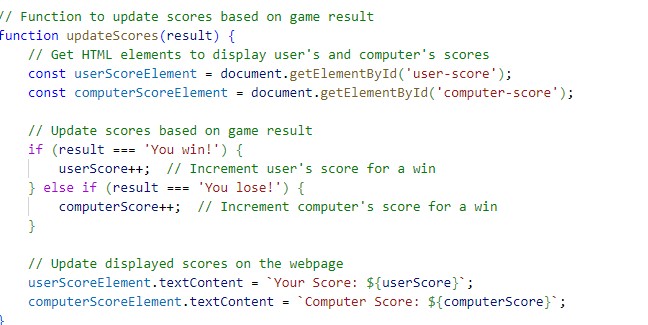 // Function to update scores based on game result
function updateScores(result) {
    // Get HTML elements to display user's and computer's scores
    const userScoreElement = document.getElementById('user-score');
    const computerScoreElement = document.getElementById('computer-score');

    // Update scores based on game result
    if (result === 'You win!') {
        userScore++;  // Increment user's score for a win
    } else if (result === 'You lose!') {
        computerScore++;  // Increment computer's score for a win
    }

    // Update displayed scores on the webpage
    userScoreElement.textContent = `Your Score: ${userScore}`;
    computerScoreElement.textContent = `Computer Score: ${computerScore}`;
}